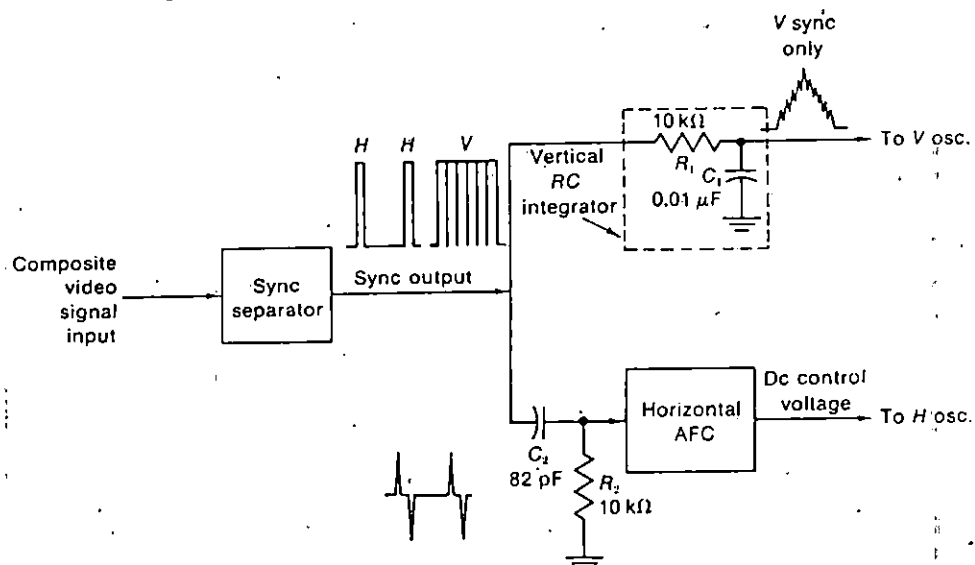 V sync
only
10 kΩ
To V osc.
H H V
Vertical
RC
integrator
R₁
C₁
0.01 µF
Composite
video
signal
input
Sync
separator
Sync output
Horizontal
AFC
Dc control
voltage
To H osc.
C₂
82 pF
R₂
10 kΩ